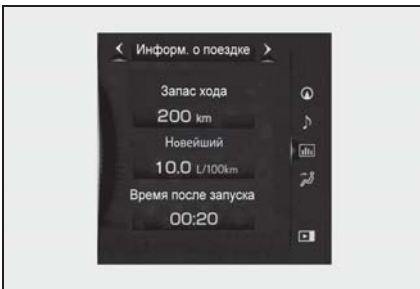 Информ. о поездке
Запас хода
200 km
Новейший
10.0 L/100km
Время после запуска
00:20